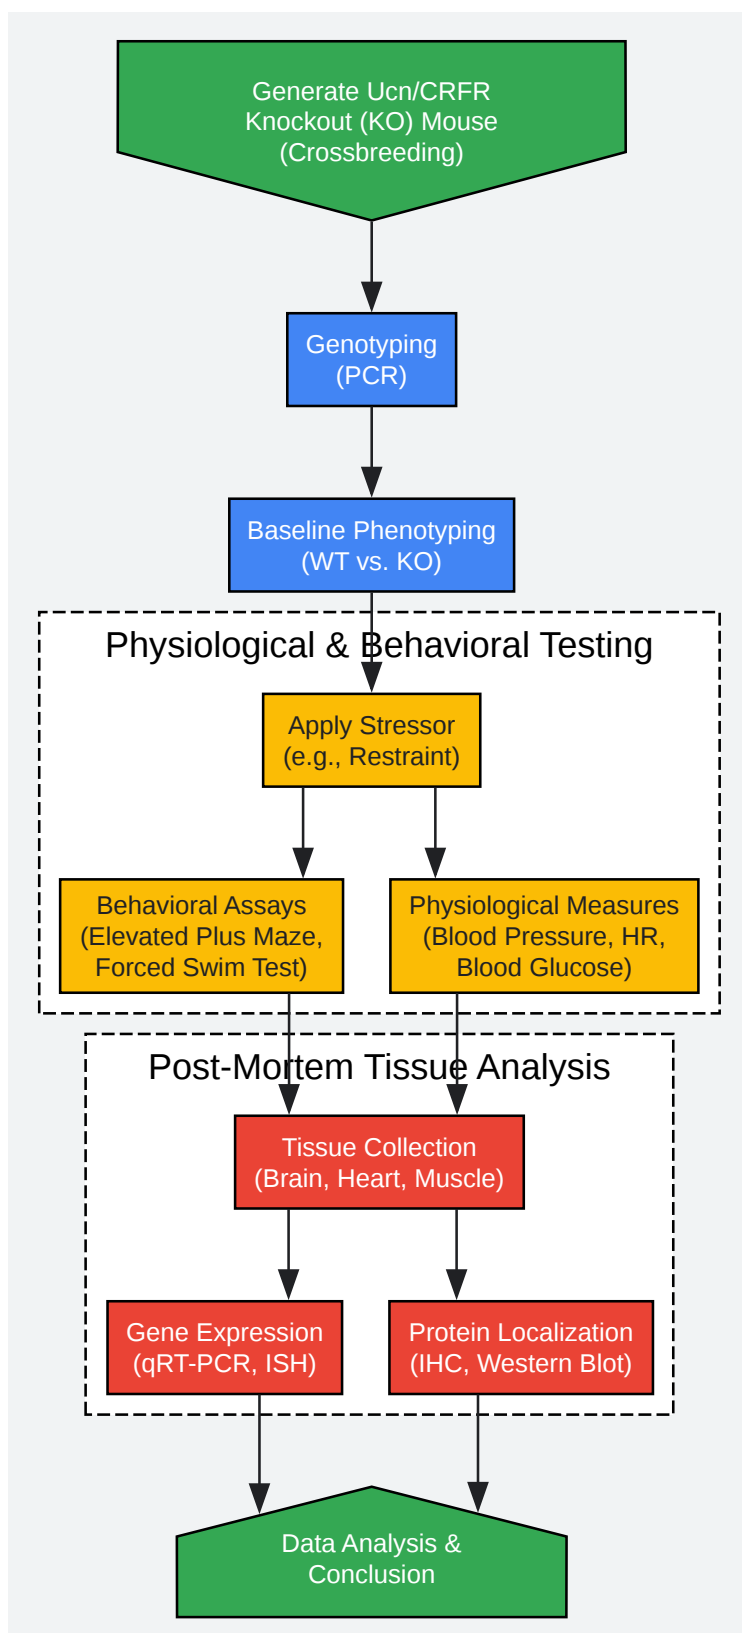 Generate Ucn/CRFR
Knockout (KO) Mouse
(Crossbreeding)
Genotyping
(PCR)
Baseline Phenotyping
(WT vs. KO)
Physiological & Behavioral Testing
Apply Stressor
(e.g., Restraint)
Behavioral Assays
(Elevated Plus Maze,
Forced Swim Test)
Physiological Measures
(Blood Pressure, HR,
Blood Glucose)
Post-Mortem Tissue Analysis
Tissue Collection
(Brain, Heart, Muscle)
Gene Expression
(qRT-PCR, ISH)
Protein Localization
(IHC, Western Blot)
Data Analysis &
Conclusion